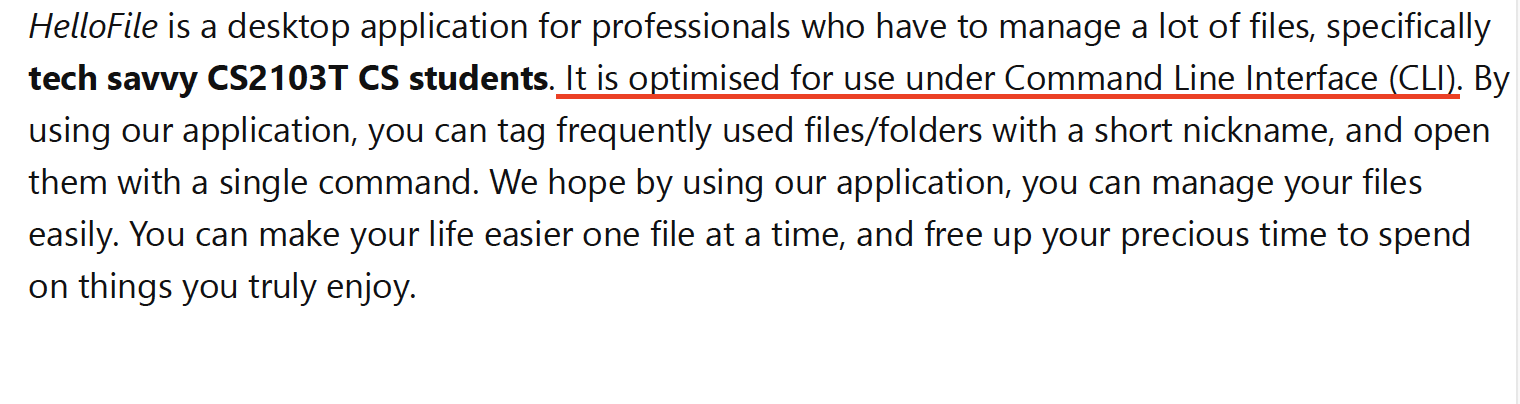 HelloFile is a desktop application for professionals who have to manage a lot of files, specifically
tech savvy CS2103T CS students. It is optimised for use under Command Line Interface (CLI). By
using our application, you can tag frequently used files/folders with a short nickname, and open
them with a single command. We hope by using our application, you can manage your files
easily. You can make your life easier one file at a time, and free up your precious time to spend
on things you truly enjoy.